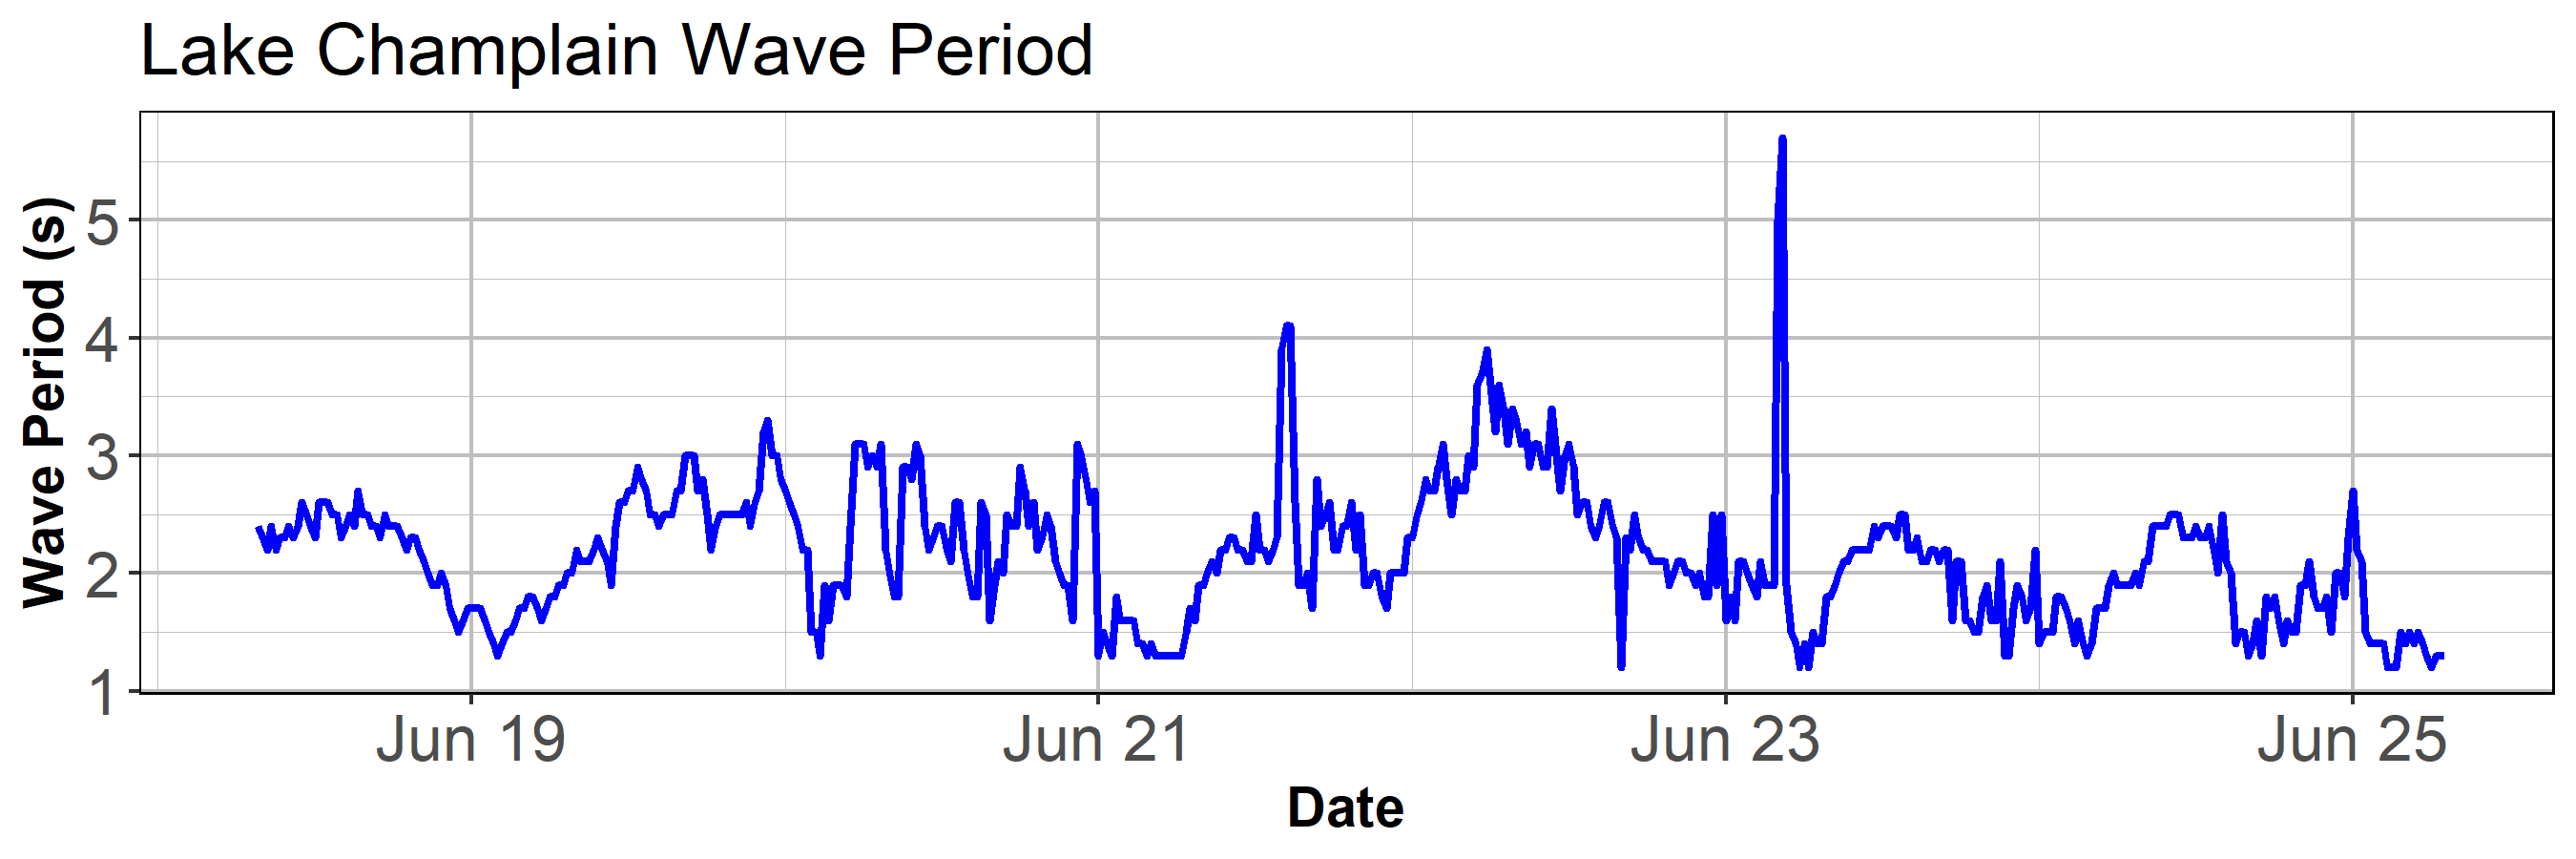 Lake Champlain Wave Period
Wave Period (s)
5
4
3
2
1
Jun 19
Jun 21
Jun 23
Jun 25
Date